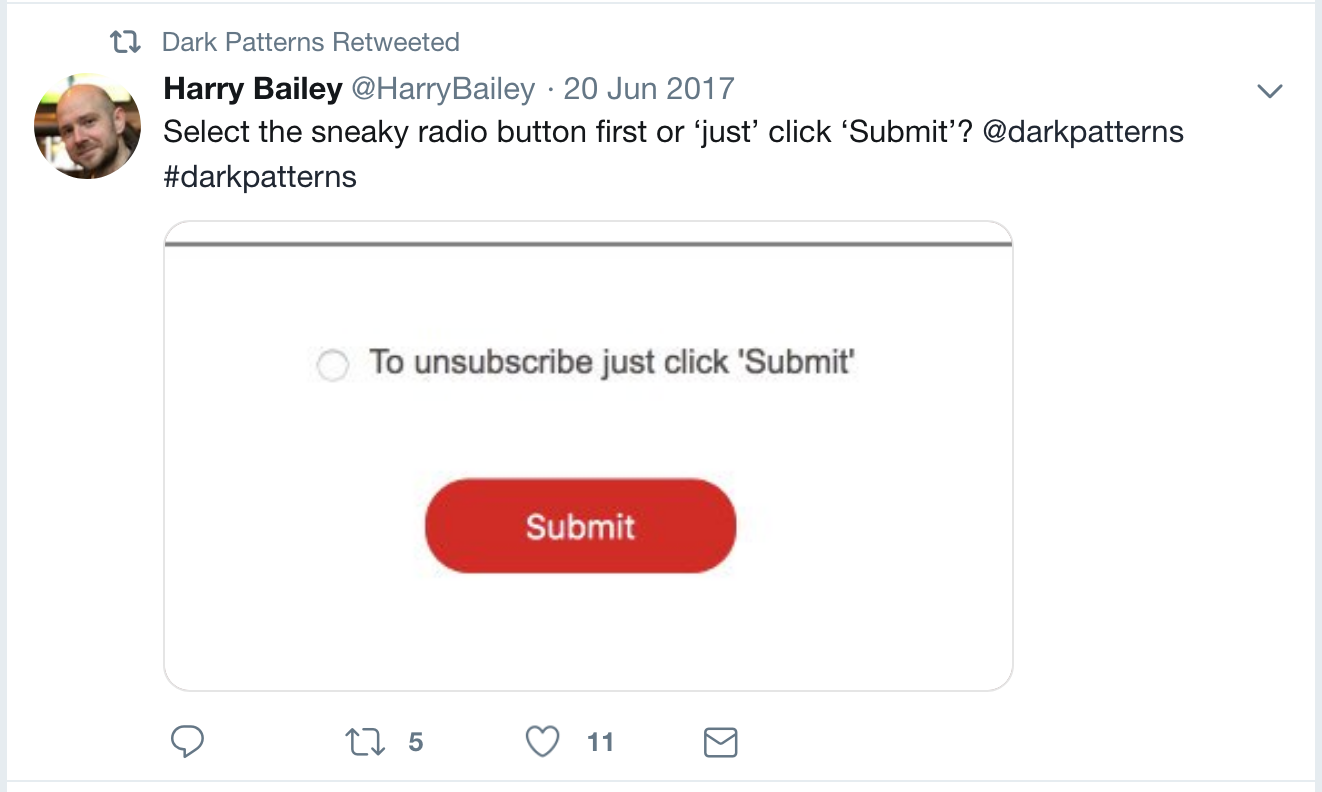 Dark Patterns Retweeted
Harry Bailey @HarryBailey · 20 Jun 2017
Select the sneaky radio button first or ‘just’ click ‘Submit’? @darkpatterns
#darkpatterns
To unsubscribe just click 'Submit'
Submit
5 11